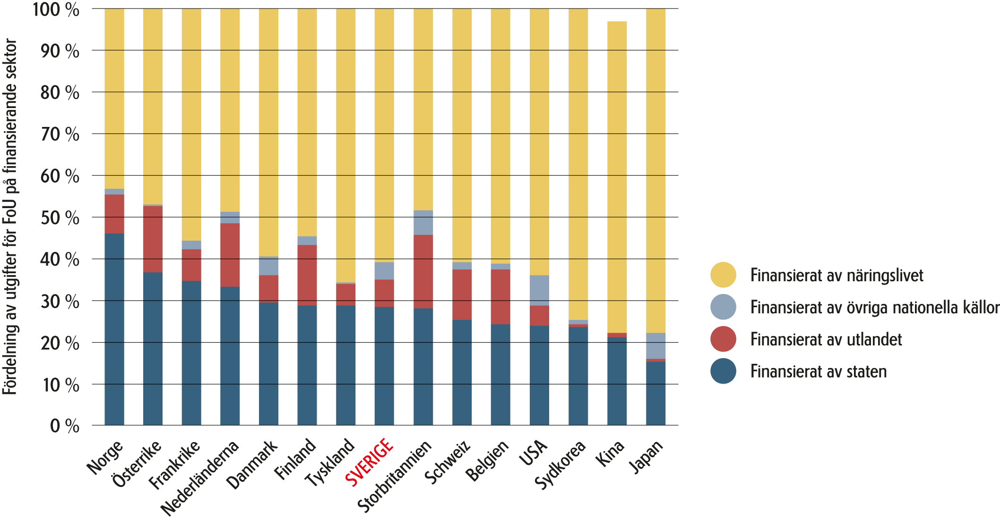 Fördelning av utgifter för FoU på finansierande sektor
100 %
90 %
80 %
70 %
60 %
50 %
40 %
30 %
20 %
10 %
0 %
Norge
Österrike
Frankrike
Nederländerna
Danmark
Finland
Tyskland
SVERIGE
Storbritannien
Schweiz
Belgien
USA
Sydkorea
Kina
Japan
Finansierat av näringslivet
Finansierat av övriga nationella källor
Finansierat av utlandet
Finansierat av staten